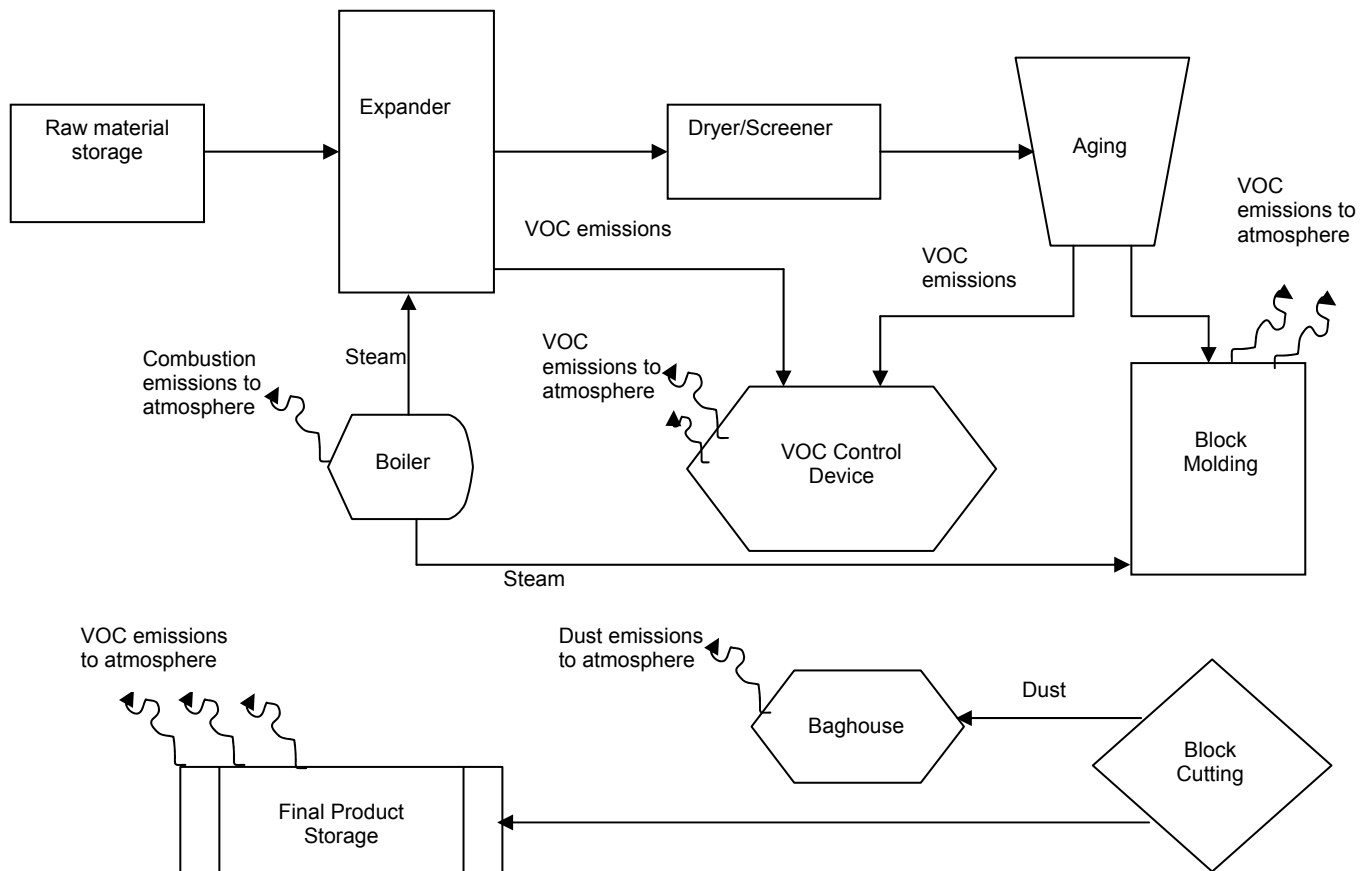 Expander
Raw material
storage
Dryer/Screener
Aging
VOC
emissions to
atmosphere
VOC emissions
VOC
emissions
Steam
Combustion
emissions to
atmosphere
VOC
emissions to
atmosphere
Boiler
VOC Control
Device
Block
Molding
Steam
VOC emissions
to atmosphere
Dust emissions
to atmosphere
Dust
Baghouse
Block
Cutting
Final Product
Storage